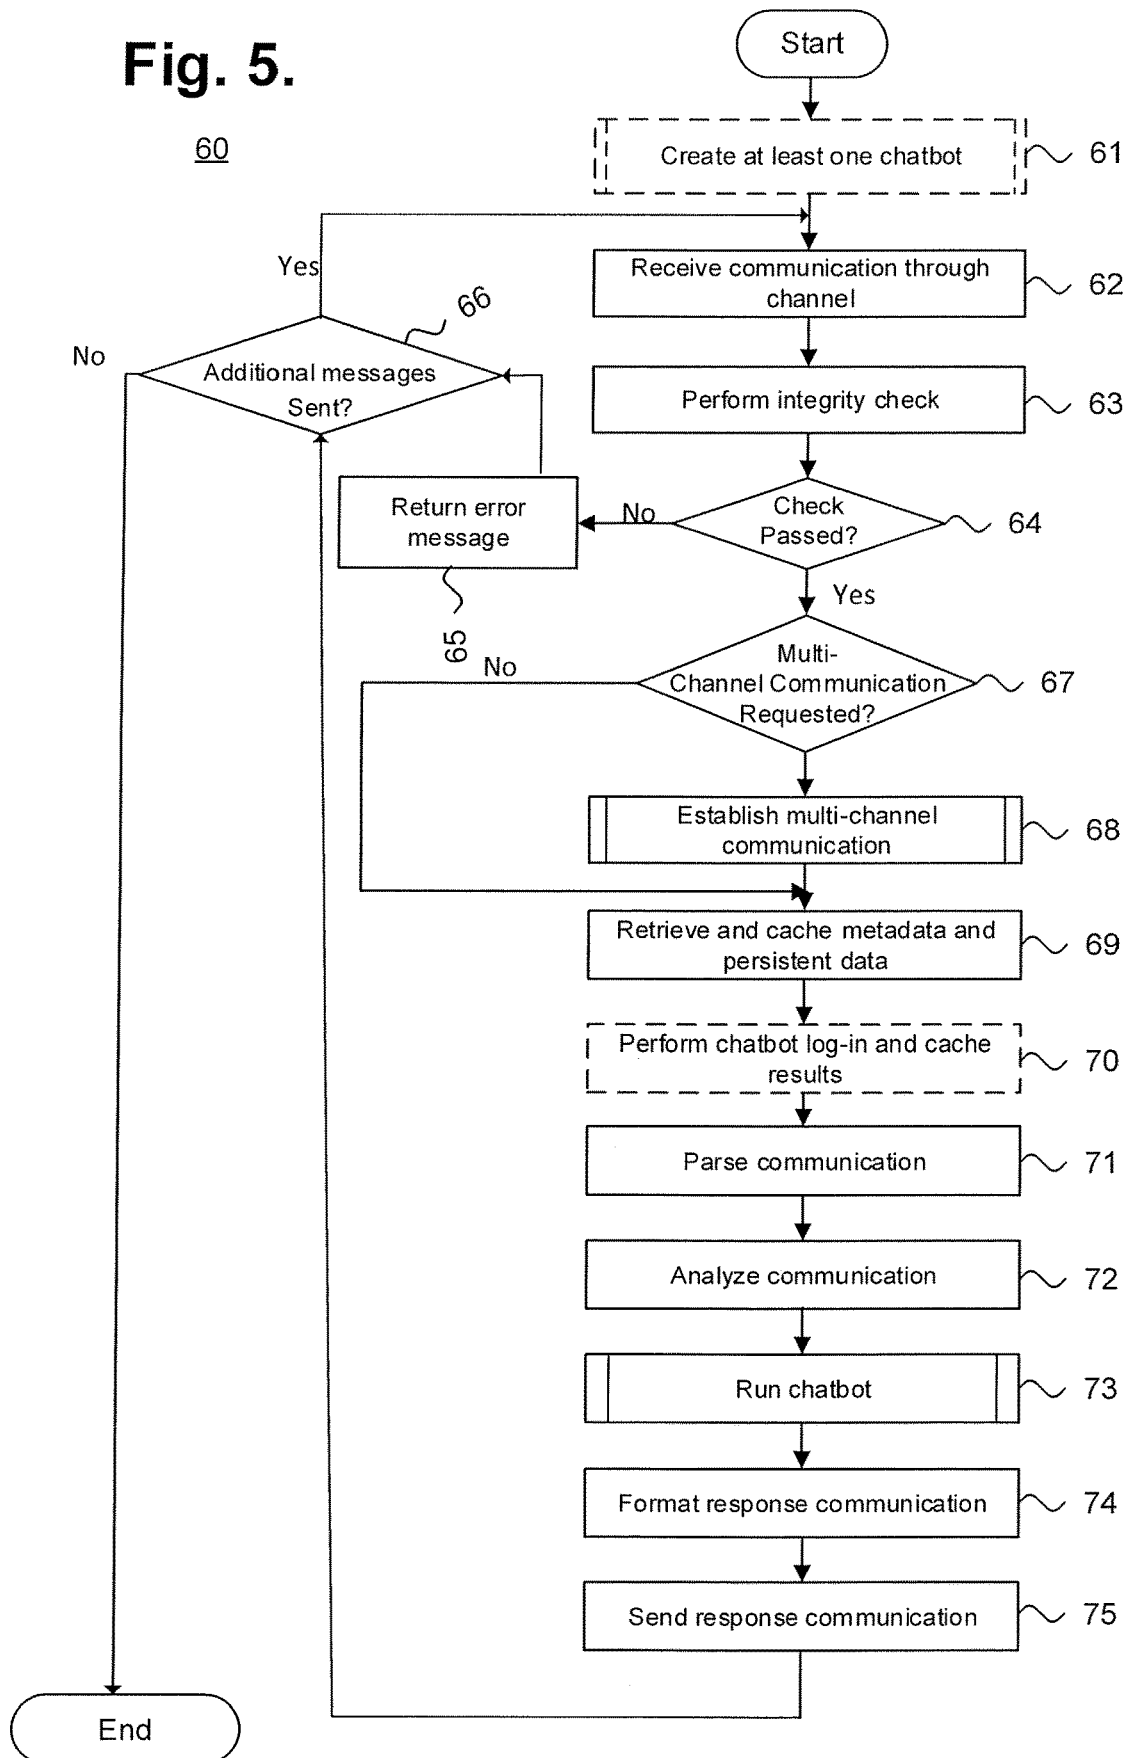 Fig. 5.
60
Start
Create at least one chatbot
61
Receive communication through
channel
62
Yes
66
No
Additional messages
Sent?
Perform integrity check
63
Return error
message
65
No
Check
Passed?
64
Yes
No
Multi-
Channel Communication
Requested?
67
Establish multi-channel
communication
68
Retrieve and cache metadata and
persistent data
69
Perform chatbot log-in and cache
results
70
Parse communication
71
Analyze communication
72
Run chatbot
73
Format response communication
74
Send response communication
75
End